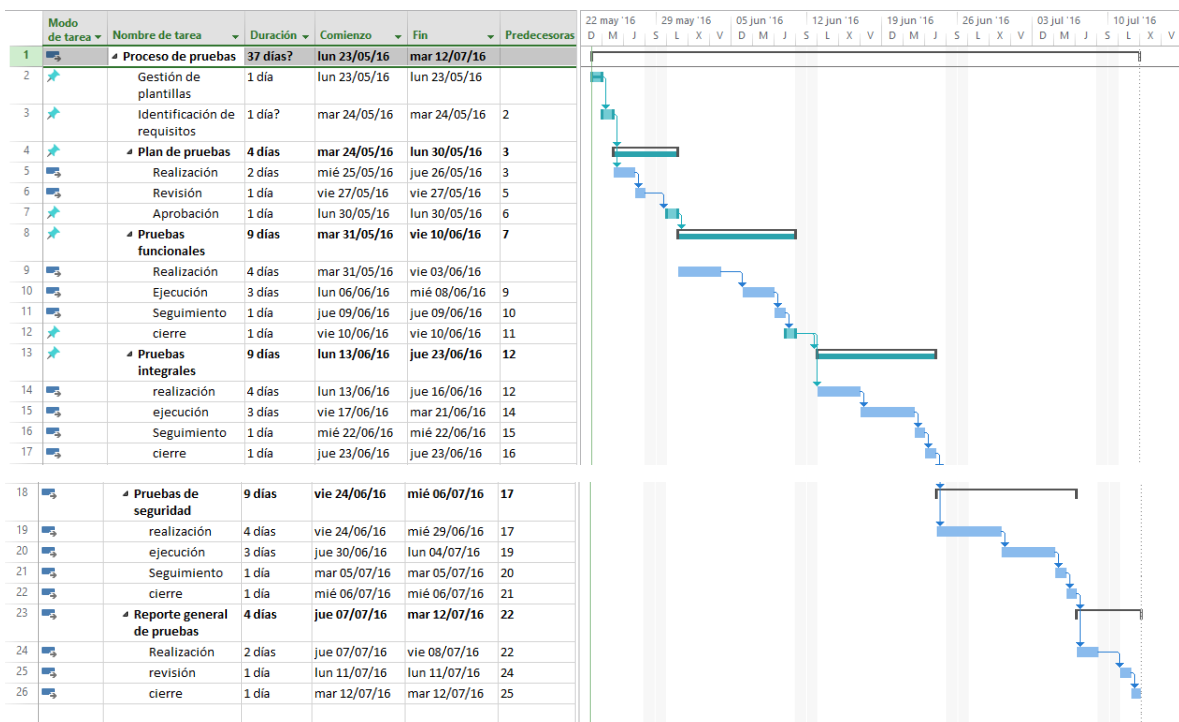 Modo de tarea Nombre de tarea Duración Comienzo Fin Predecesoras
22 may '16 29 may '16 05 jun '16 12 jun '16 19 jun '16 26 jun '16 03 jul '16 10 jul '16
D M J S L X V D M J S L X V D M J S L X V D M J S L X V
1 Proceso de pruebas 37 días? lun 23/05/16 mar 12/07/16
2 Gestión de plantillas 1 día lun 23/05/16 lun 23/05/16
3 Identificación de requisitos 1 día? mar 24/05/16 mar 24/05/16 2
4 Plan de pruebas 4 días mar 24/05/16 lun 30/05/16 3
5 Realización 2 días mié 25/05/16 jue 26/05/16 3
6 Revisión 1 día vie 27/05/16 vie 27/05/16 5
7 Aprobación 1 día lun 30/05/16 lun 30/05/16 6
8 Pruebas funcionales 9 días mar 31/05/16 vie 10/06/16 7
9 Realización 4 días mar 31/05/16 vie 03/06/16
10 Ejecución 3 días lun 06/06/16 mié 08/06/16 9
11 Seguimiento 1 día jue 09/06/16 jue 09/06/16 10
12 cierre 1 día vie 10/06/16 vie 10/06/16 11
13 Pruebas integrales 9 días lun 13/06/16 jue 23/06/16 12
14 realización 4 días lun 13/06/16 jue 16/06/16 12
15 ejecución 3 días vie 17/06/16 mar 21/06/16 14
16 Seguimiento 1 día mié 22/06/16 mié 22/06/16 15
17 cierre 1 día jue 23/06/16 jue 23/06/16 16
18 Pruebas de seguridad 9 días vie 24/06/16 mié 06/07/16 17
19 realización 4 días vie 24/06/16 mié 29/06/16 17
20 ejecución 3 días jue 30/06/16 lun 04/07/16 19
21 Seguimiento 1 día mar 05/07/16 mar 05/07/16 20
22 cierre 1 día mié 06/07/16 mié 06/07/16 21
23 Reporte general de pruebas 4 días jue 07/07/16 mar 12/07/16 22
24 Realización 2 días jue 07/07/16 vie 08/07/16 22
25 revisión 1 día lun 11/07/16 lun 11/07/16 24
26 cierre 1 día mar 12/07/16 mar 12/07/16 25